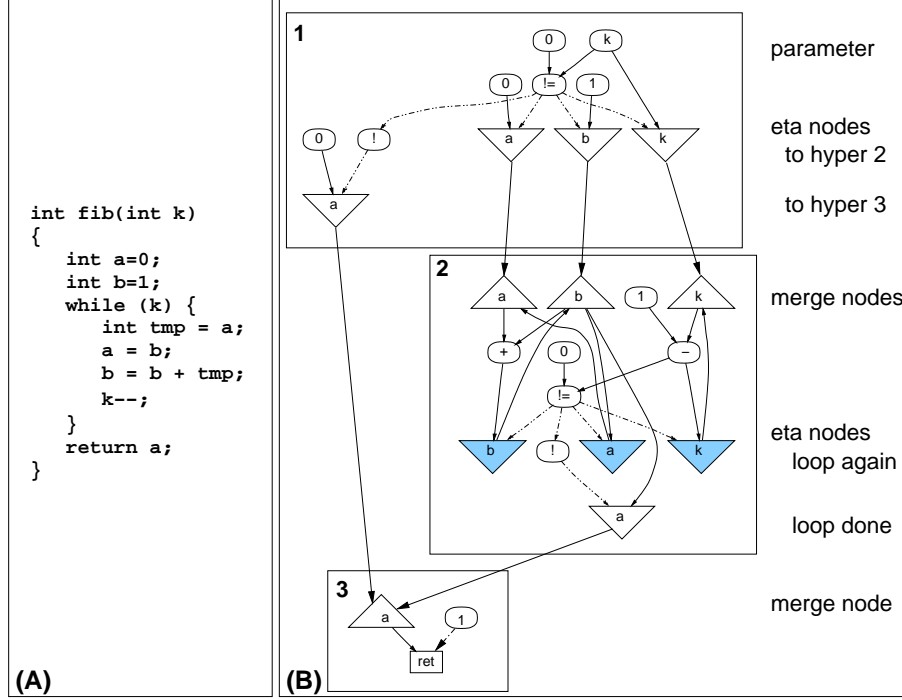 int fib(int k)
{
int a=0;
int b=1;
while (k) {
int tmp = a;
a = b;
b = b + tmp;
k--;
}
return a;
}
(A)
1
0
k
parameter
0
!=
1
0
!
a
b
k
eta nodes
to hyper 2
a
to hyper 3
2
a
b
1
k
merge nodes
+
0
−
!=
b
!
a
k
eta nodes
loop again
a
loop done
3
a
1
merge node
ret
(B)